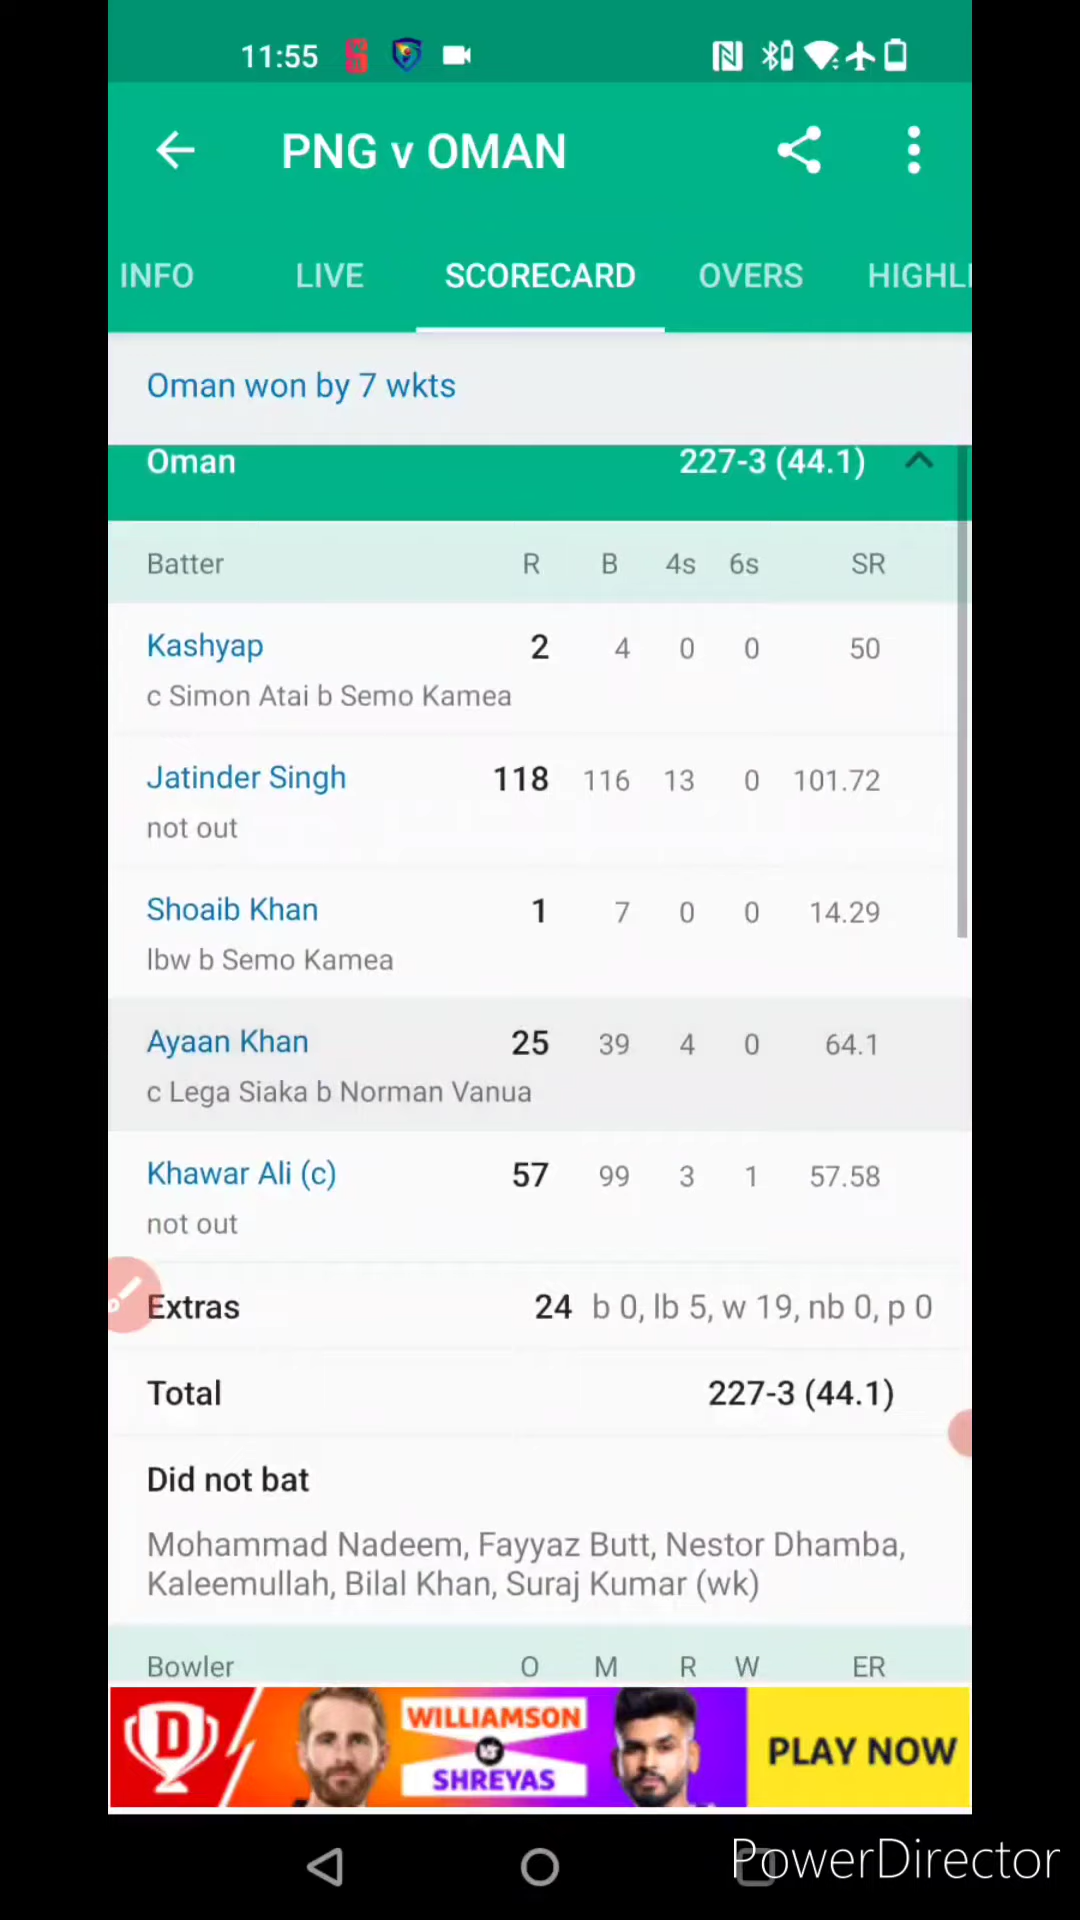 11:55
PNG v OMAN
INFO LIVE SCORECARD OVERS HIGHLI
Oman won by 7 wkts
Oman 227-3 (44.1)
Batter R B 4s 6s SR
Kashyap 2 4 0 0 50
c Simon Atai b Semo Kamea
Jatinder Singh 118 116 13 0 101.72
not out
Shoaib Khan 1 7 0 0 14.29
lbw b Semo Kamea
Ayaan Khan 25 39 4 0 64.1
c Lega Siaka b Norman Vanua
Khawar Ali (c) 57 99 3 1 57.58
not out
Extras 24 b 0, lb 5, w 19, nb 0, p 0
Total 227-3 (44.1)
Did not bat
Mohammad Nadeem, Fayyaz Butt, Nestor Dhamba,
Kaleemullah, Bilal Khan, Suraj Kumar (wk)
Bowler O M R W ER
D WILLIAMSON VS SHREYAS PLAY NOW
PowerDirector